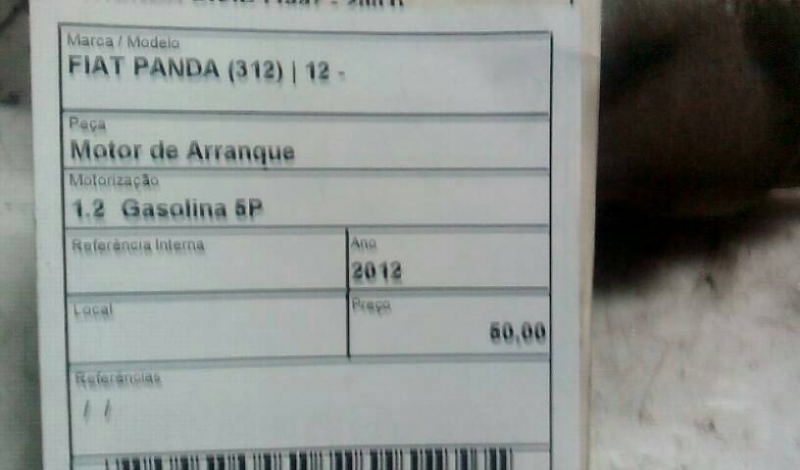 Marca / Modelo
FIAT PANDA (312) | 12 -
Peça
Motor de Arranque
Motorização
1.2 Gasolina 5P
Referência Interna
Ano
2012
Local
Preço
50,00
Referências
/ /